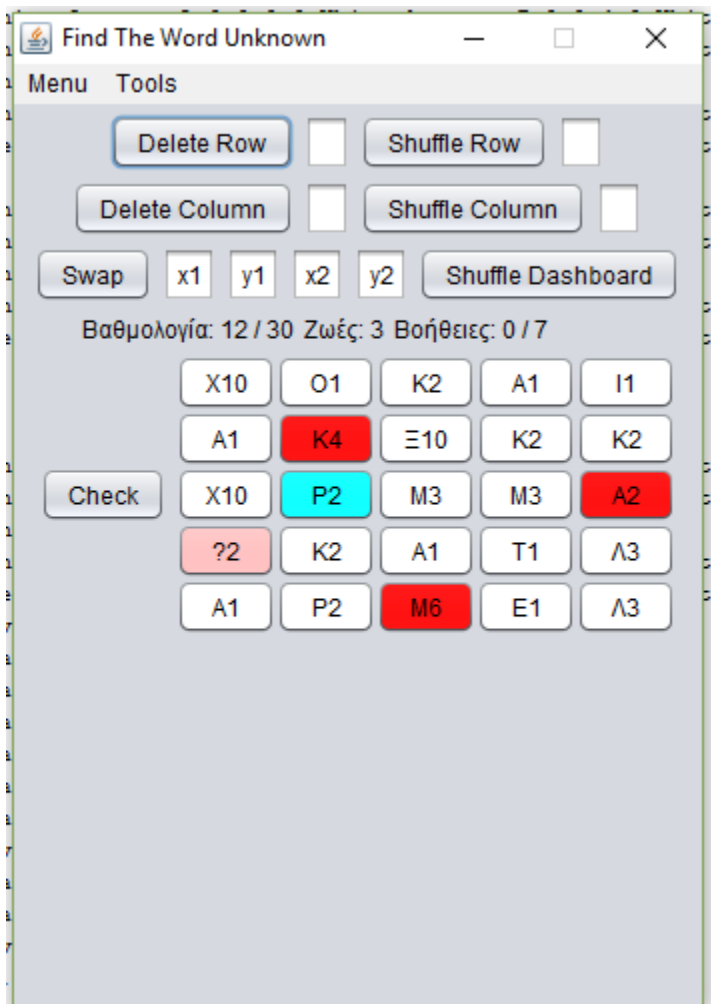 Find The Word Unknown
Menu Tools
Delete Row Shuffle Row
Delete Column Shuffle Column
Swap x1 y1 x2 y2 Shuffle Dashboard
Βαθμολογία: 12 / 30 Ζωές: 3 Βοήθειες: 0 / 7
Χ10 Ο1 Κ2 Α1 Ι1
Α1 Κ4 Ξ10 Κ2 Κ2
Check Χ10 Ρ2 Μ3 Μ3 Α2
?2 Κ2 Α1 Τ1 Λ3
Α1 Ρ2 Μ6 Ε1 Λ3